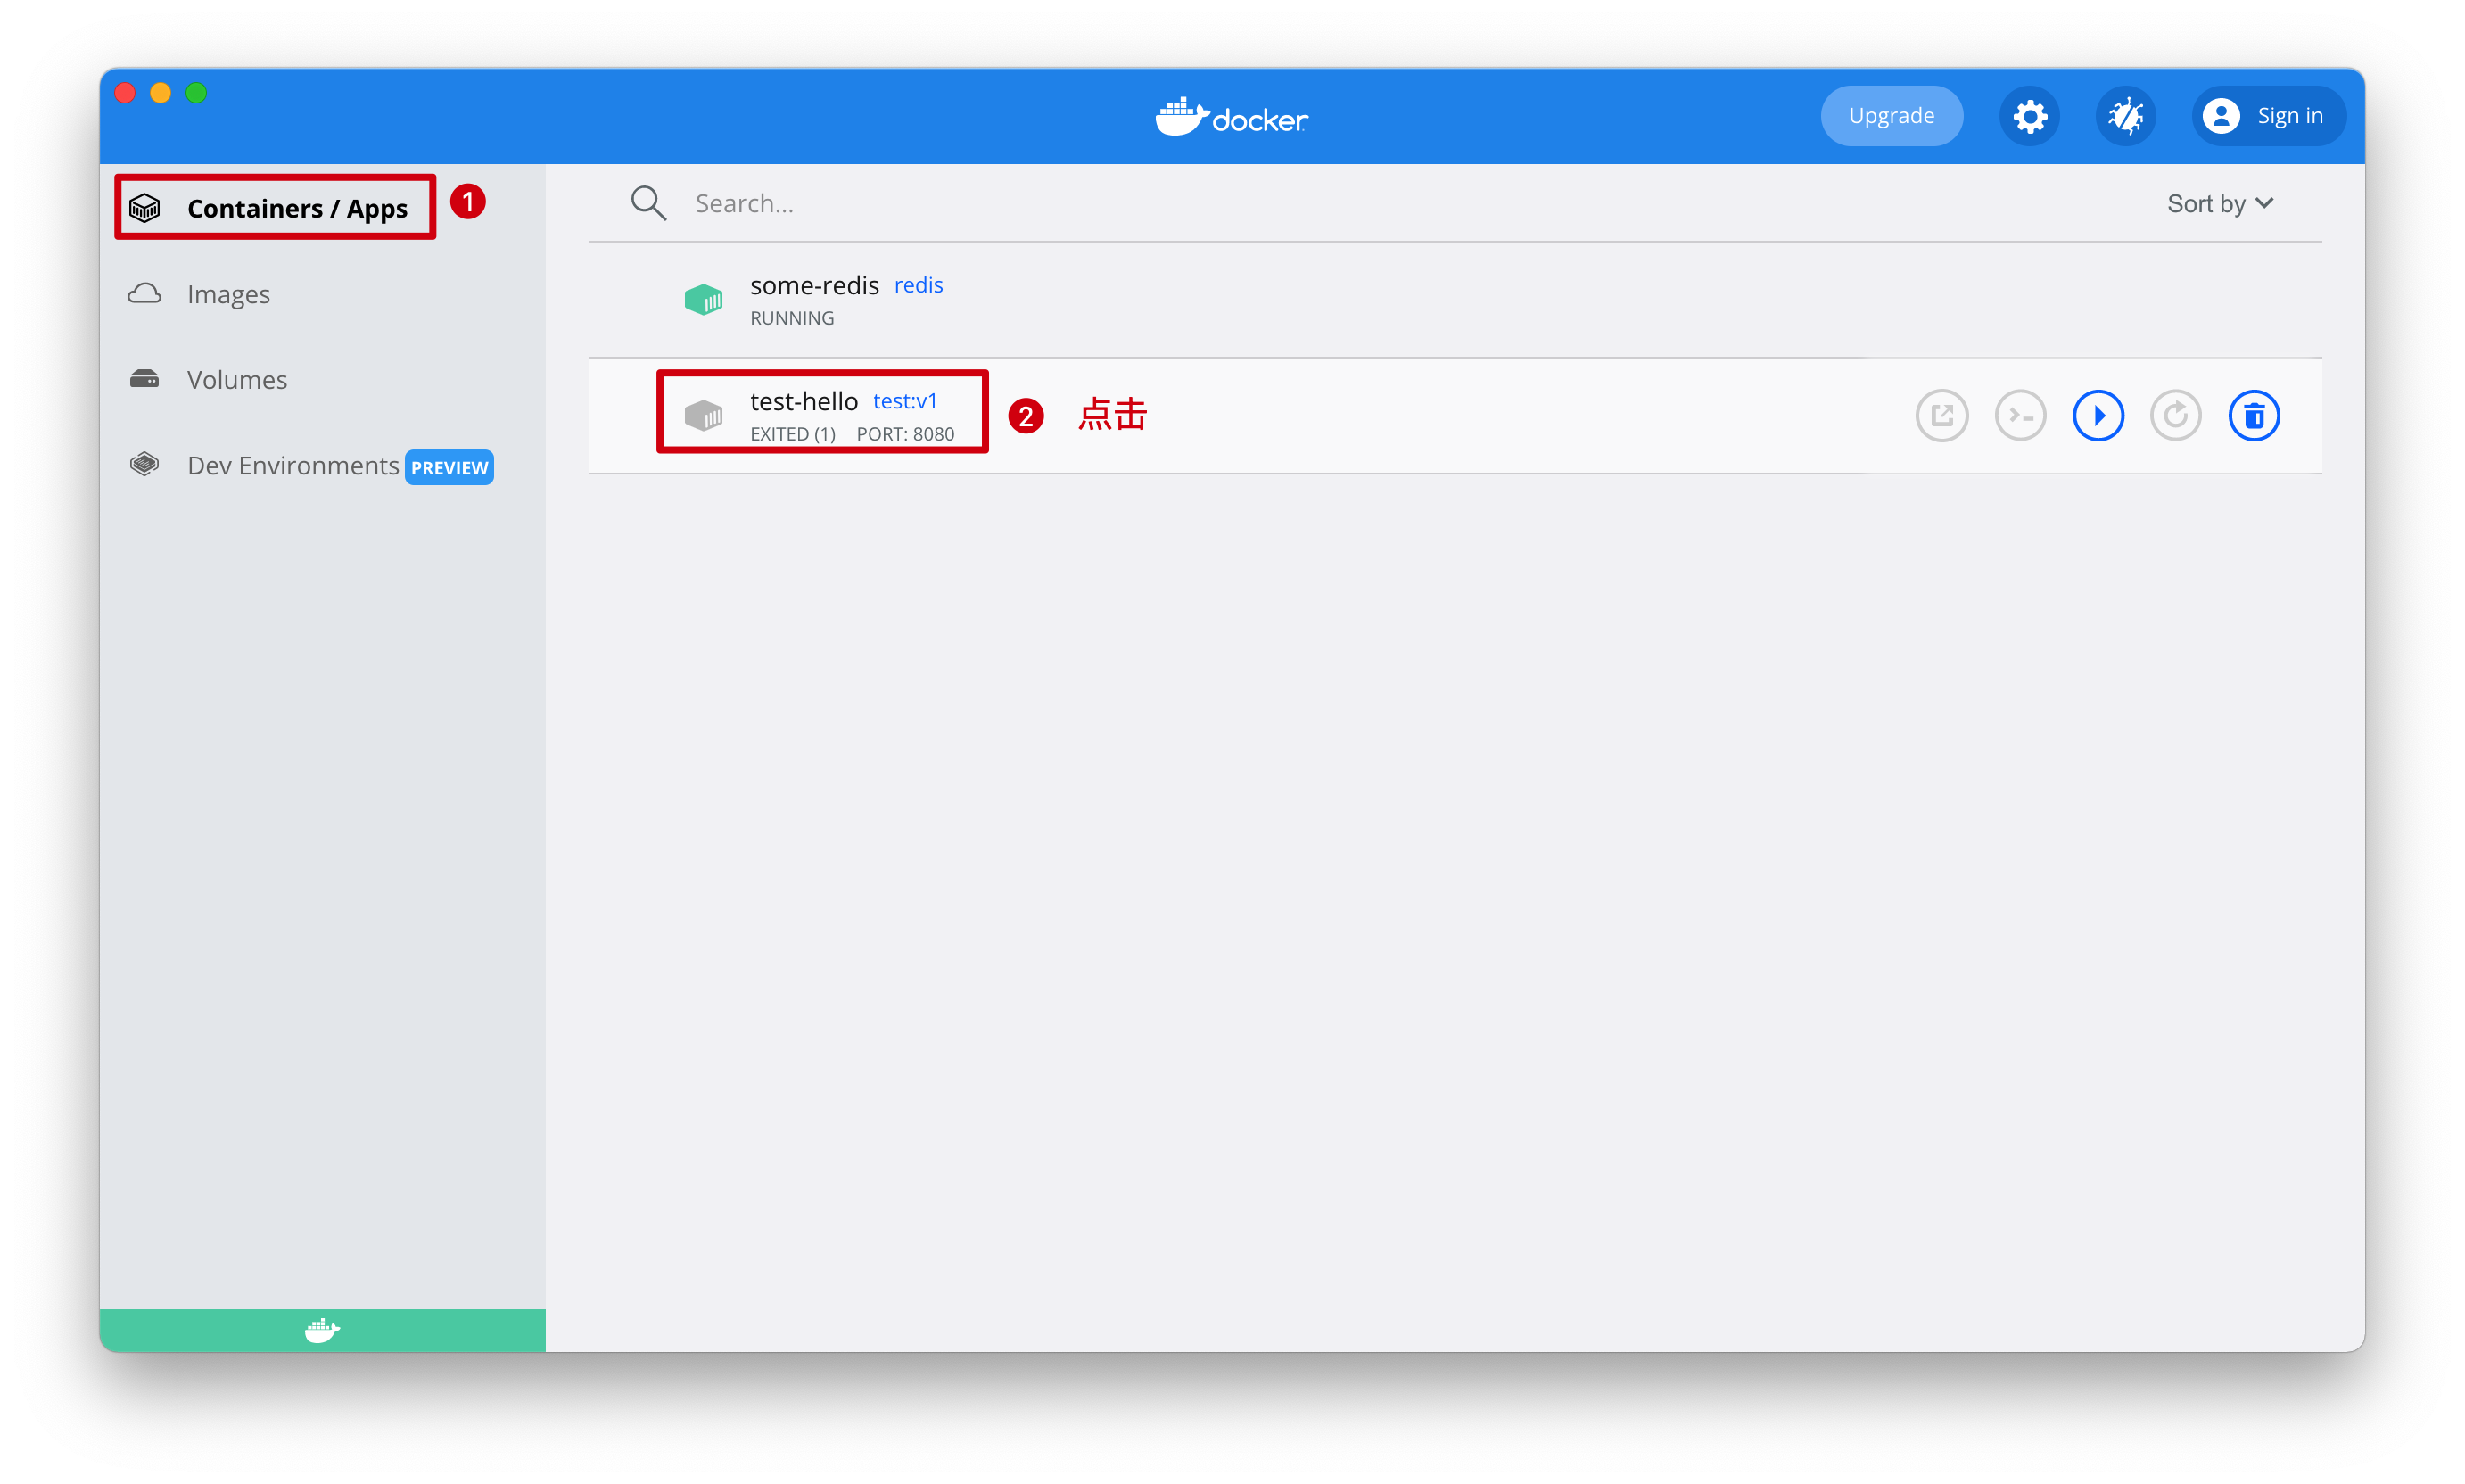 docker
Upgrade
Sign in
Containers / Apps
1
Images
Volumes
Dev Environments PREVIEW
Search...
Sort by
some-redis redis
RUNNING
test-hello test:v1
EXITED (1) PORT: 8080
2 点击